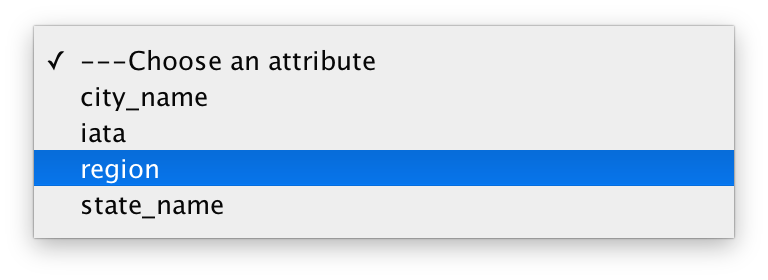 ✓ ---Choose an attribute
city_name
iata
region
state_name